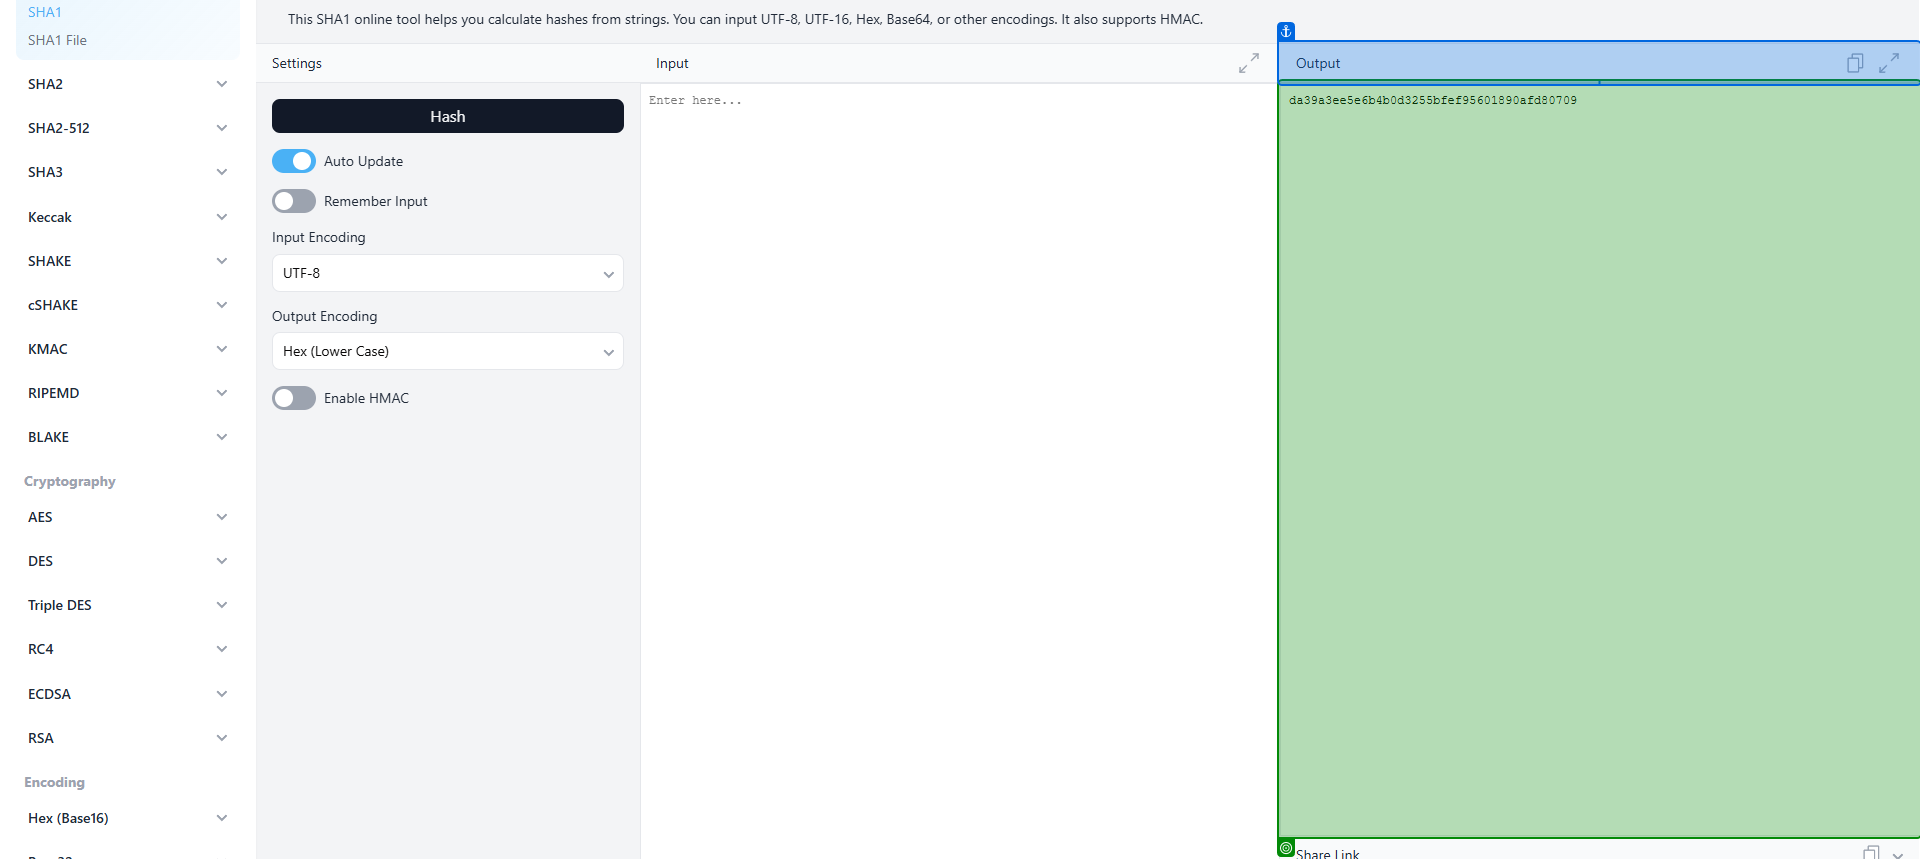 SHA1
SHA1 File
SHA2
SHA2-512
SHA3
Keccak
SHAKE
cSHAKE
KMAC
RIPEMD
BLAKE
Cryptography
AES
DES
Triple DES
RC4
ECDSA
RSA
Encoding
Hex (Base16)
This SHA1 online tool helps you calculate hashes from strings. You can input UTF-8, UTF-16, Hex, Base64, or other encodings. It also supports HMAC.
Settings
Hash
Auto Update
Remember Input
Input Encoding
UTF-8
Output Encoding
Hex (Lower Case)
Enable HMAC
Input
Enter here...
Output
da39a3ee5e6b4b0d3255bfef95601890afd80709
Share Link